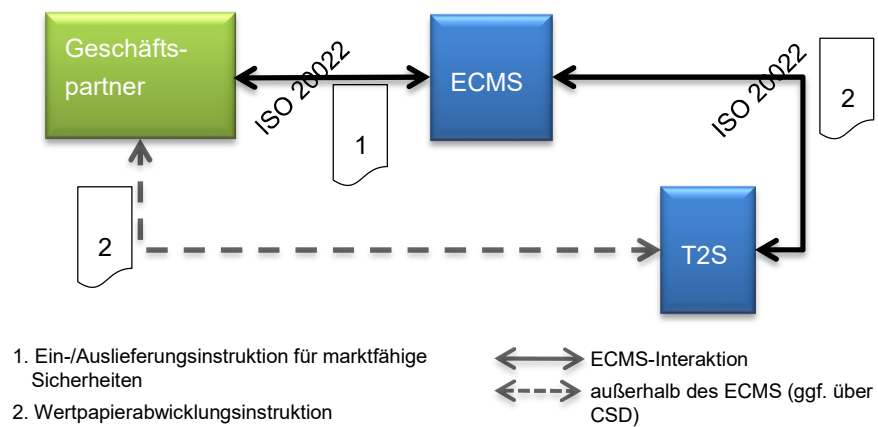 Geschäfts-
partner
ISO 20022
1
ECMS
ISO 20022
2
2
T2S
1. Ein-/Auslieferungsinstruktion für marktfähige
Sicherheiten
2. Wertpapierabwicklungsinstruktion
ECMS-Interaktion
außerhalb des ECMS (ggf. über
CSD)